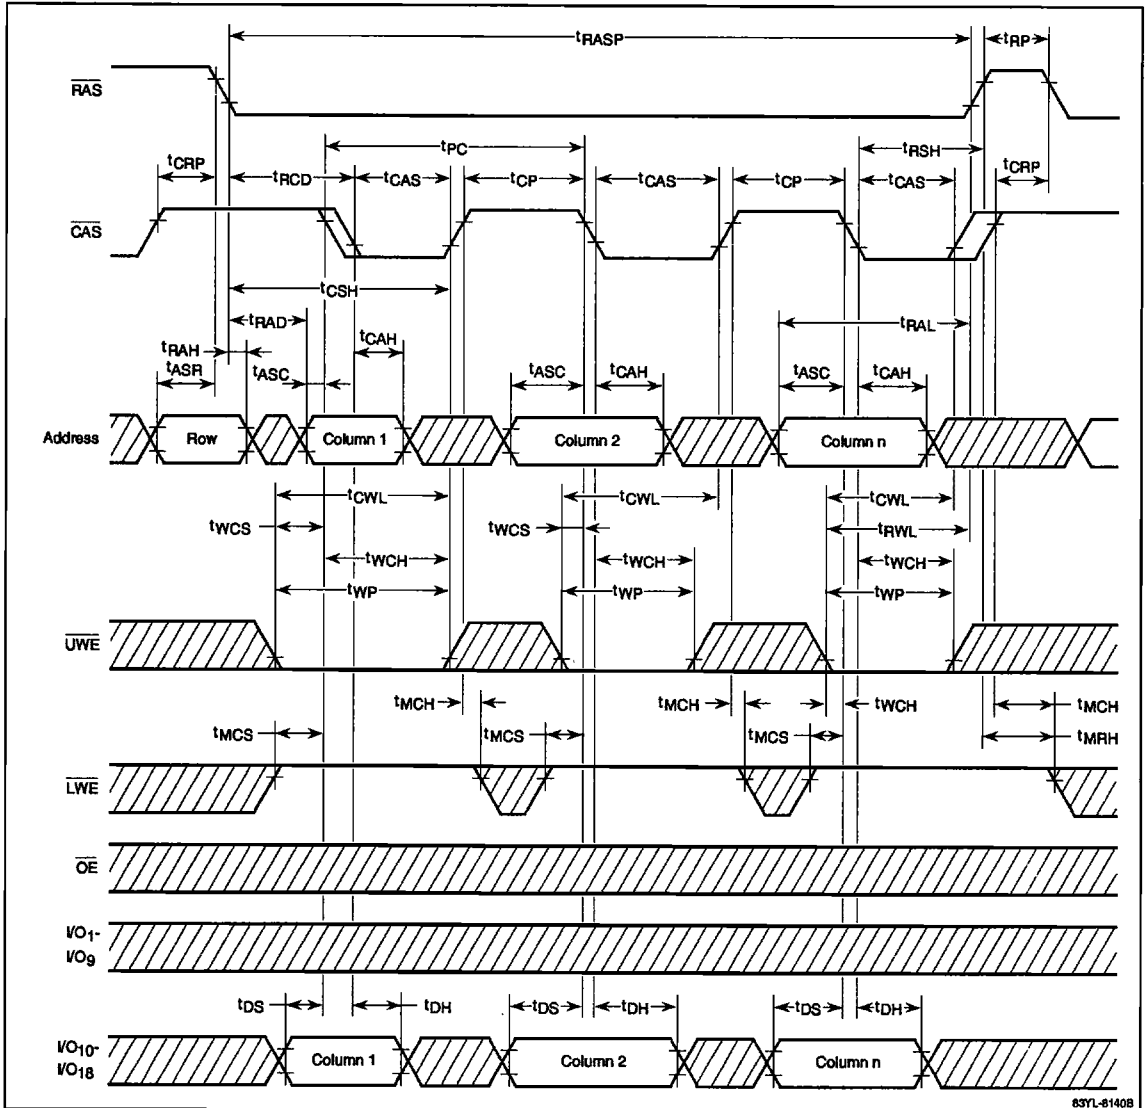 tRASP tRP
RAS
tPC tRSH
tCRP tRCD tCAS tCP tCAS tCP tCAS tCRP
CAS
tCSH
tRAD tRAL
tRAH tCAH
tASR tASC tASC tCAH tASC tCAH
Address Row Column 1 Column 2 Column n
tCWL tCWL tCWL
tWCS tWCS tRWL
tWCH tWCH tWCH
tWP tWP tWP
UWE
tMCH tMCH tWCH tMCH
tMCS tMCS tMCS tMRH
LWE
OE
I/O1-
I/O9
tDS tDH tDS tDH tDS tDH
I/O10-
I/O18
Column 1 Column 2 Column n
83YL-8140B